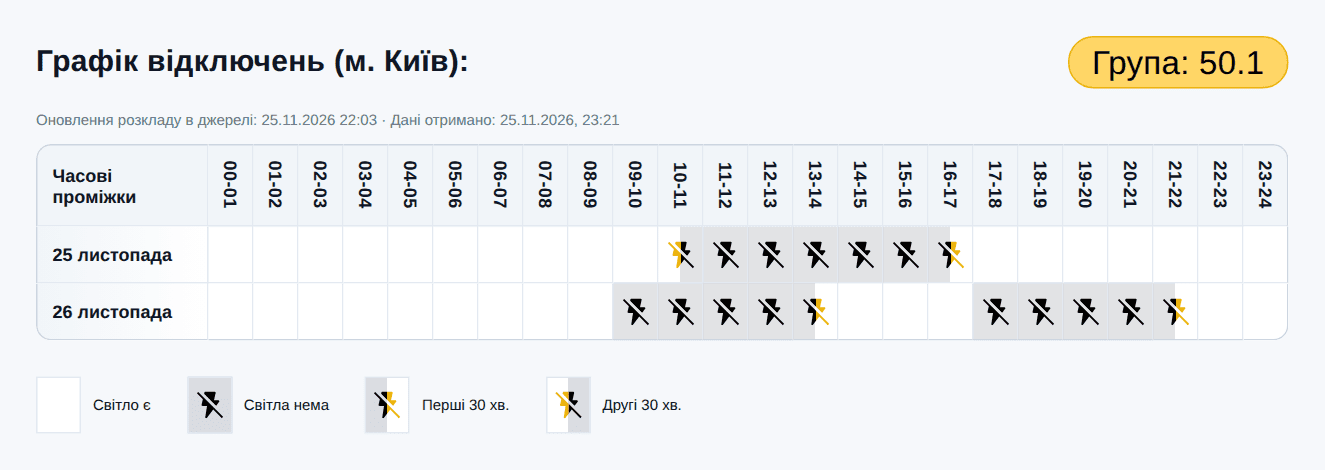 Графік відключень (м. Київ):
Група: 50.1
Оновлення розкладу в джерелі: 25.11.2026 22:03 · Дані отримано: 25.11.2026, 23:21
Часові
проміжки
00-01
01-02
02-03
03-04
04-05
05-06
06-07
07-08
08-09
09-10
10-11
11-12
12-13
13-14
14-15
15-16
16-17
17-18
18-19
19-20
20-21
21-22
22-23
23-24
25 листопада
26 листопада
Світло є
Світла нема
Перші 30 хв.
Другі 30 хв.